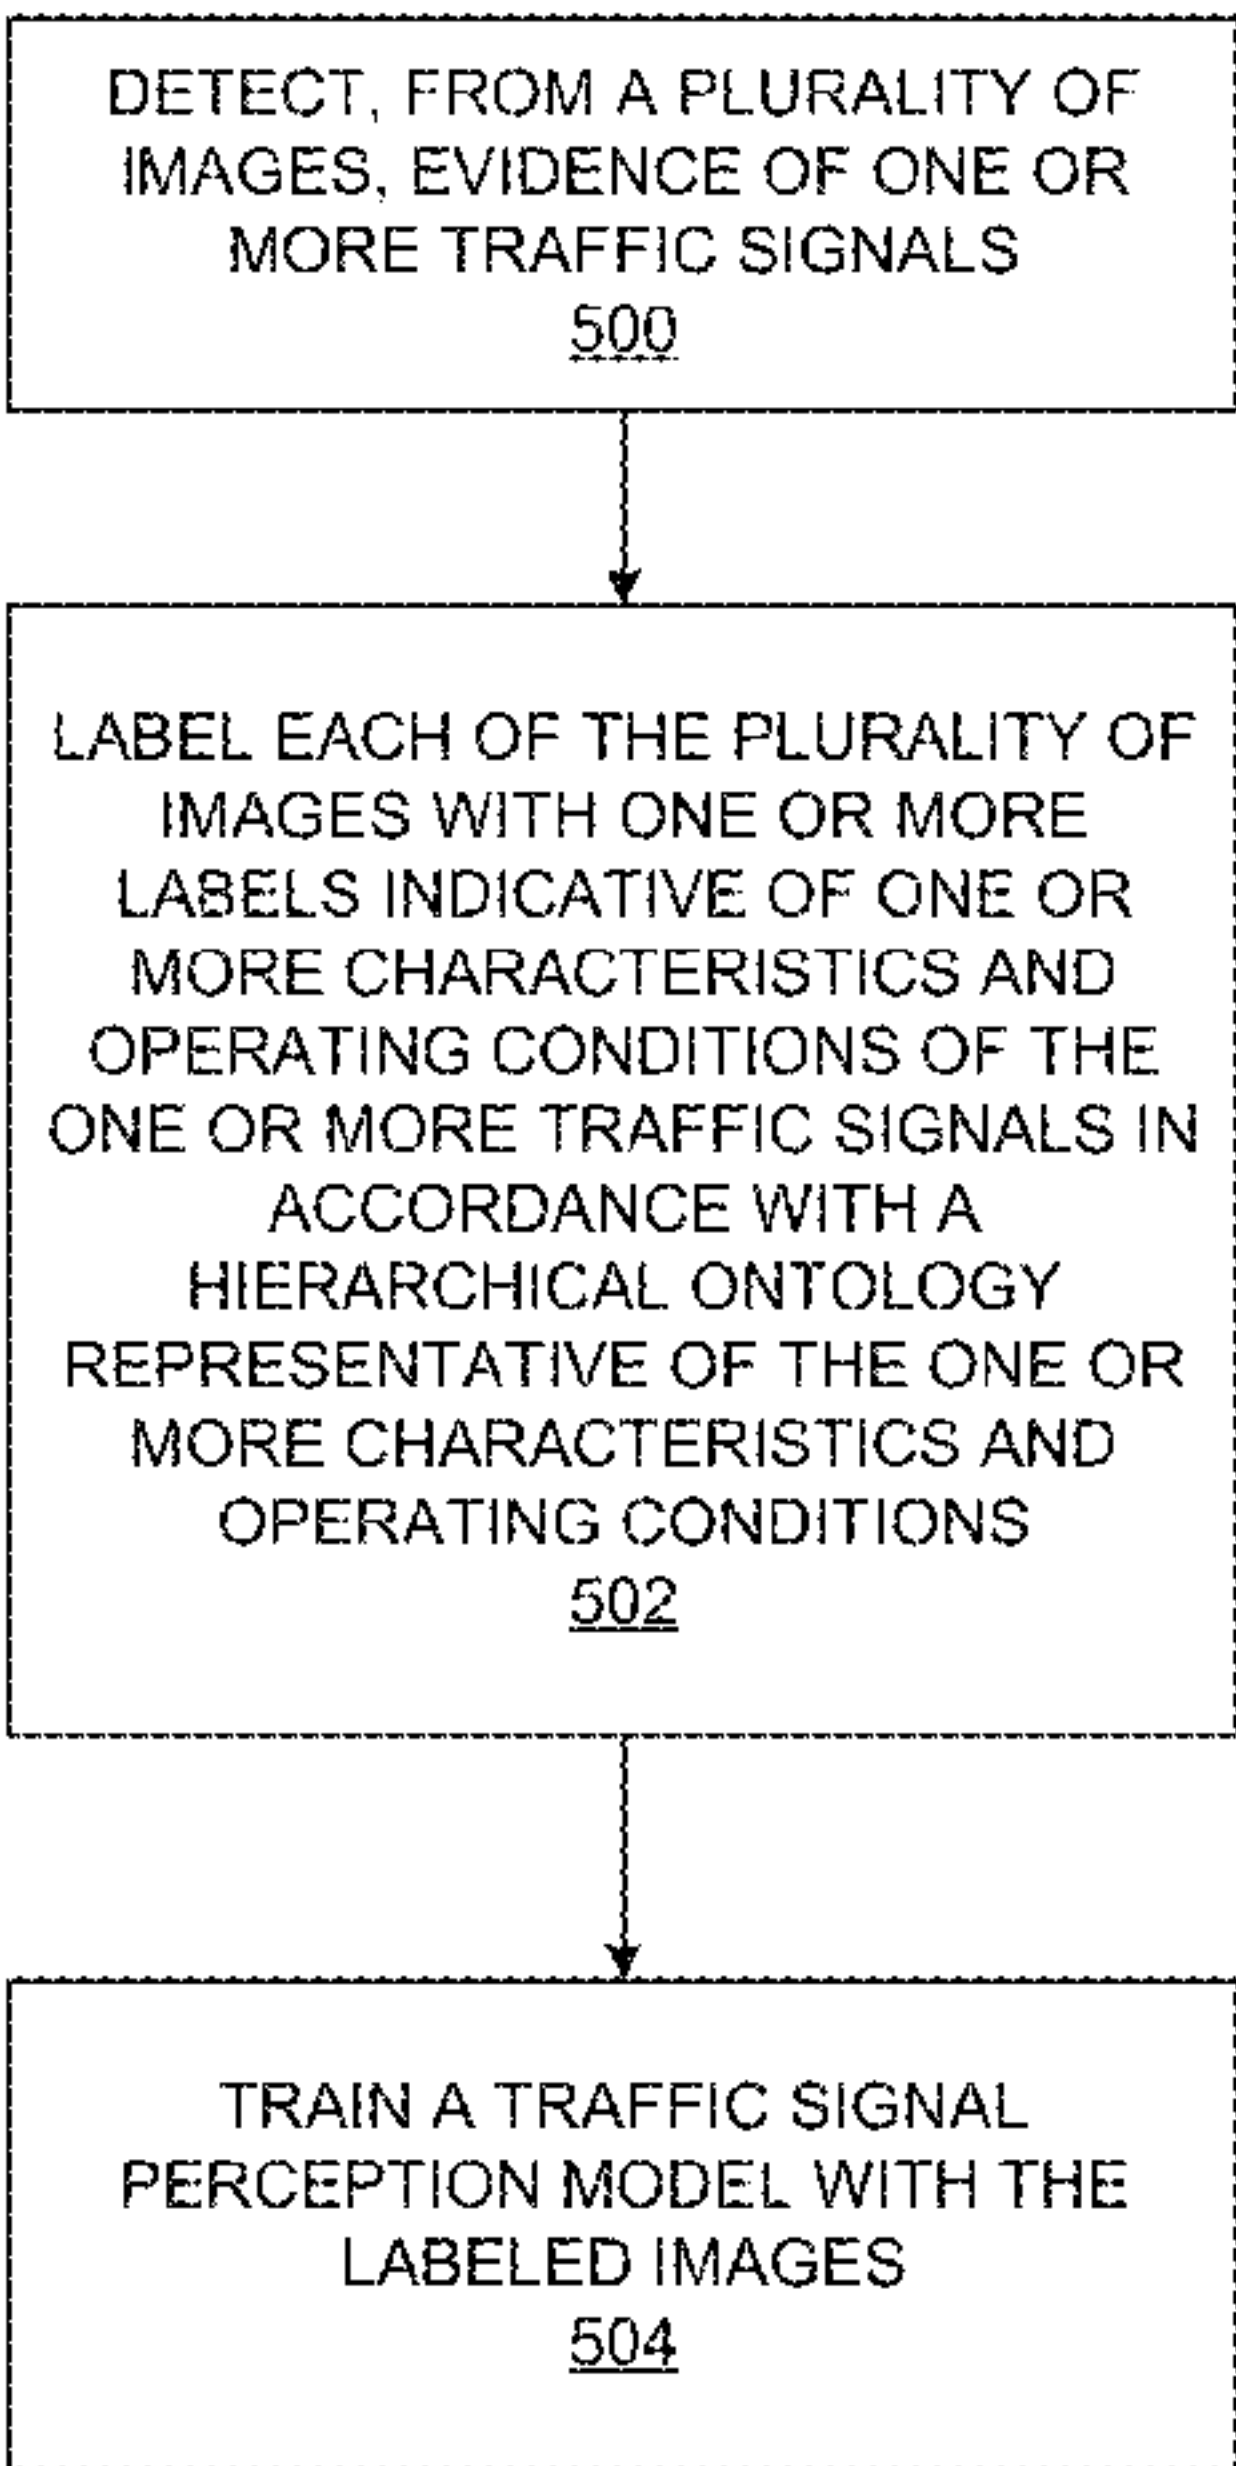 DETECT, FROM A PLURALITY OF
IMAGES, EVIDENCE OF ONE OR
MORE TRAFFIC SIGNALS
500
LABEL EACH OF THE PLURALITY OF
IMAGES WITH ONE OR MORE
LABELS INDICATIVE OF ONE OR
MORE CHARACTERISTICS AND
OPERATING CONDITIONS OF THE
ONE OR MORE TRAFFIC SIGNALS IN
ACCORDANCE WITH A
HIERARCHICAL ONTOLOGY
REPRESENTATIVE OF THE ONE OR
MORE CHARACTERISTICS AND
OPERATING CONDITIONS
502
TRAIN A TRAFFIC SIGNAL
PERCEPTION MODEL WITH THE
LABELED IMAGES
504